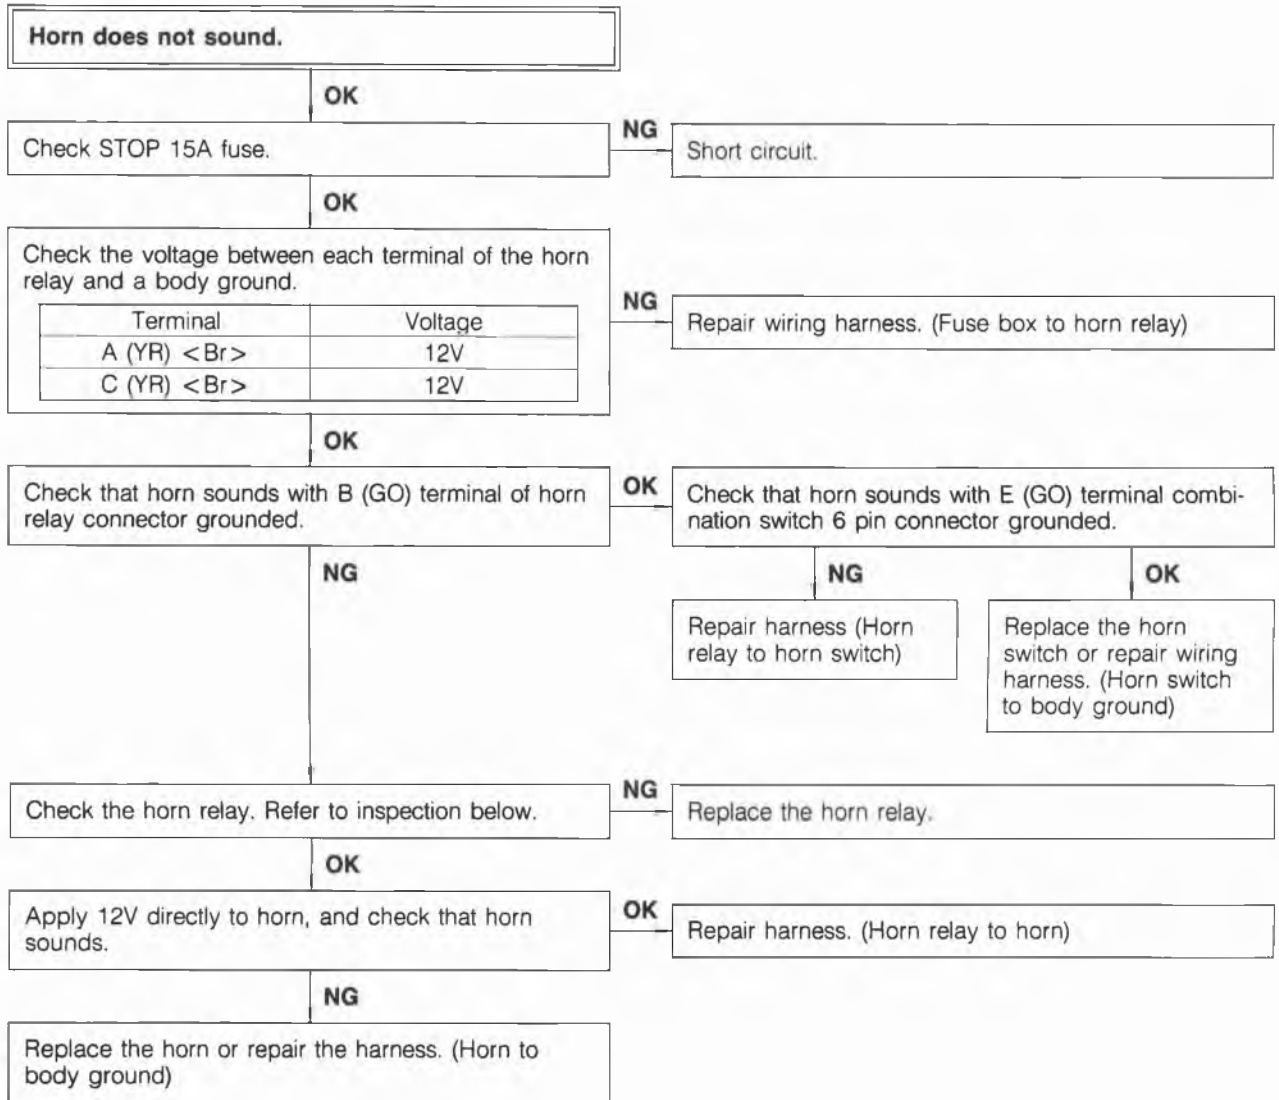 Horn does not sound.
OK
Check STOP 15A fuse.
NG
Short circuit.
OK
Check the voltage between each terminal of the horn
relay and a body ground.
Terminal Voltage
A (YR) <Br> 12V
C (YR) <Br> 12V
NG
Repair wiring harness. (Fuse box to horn relay)
OK
Check that horn sounds with B (GO) terminal of horn
relay connector grounded.
OK
Check that horn sounds with E (GO) terminal combi-
nation switch 6 pin connector grounded.
NG
Repair harness (Horn
relay to horn switch)
OK
Replace the horn
switch or repair wiring
harness. (Horn switch
to body ground)
NG
Check the horn relay. Refer to inspection below.
NG
Replace the horn relay.
OK
Apply 12V directly to horn, and check that horn
sounds.
OK
Repair harness. (Horn relay to horn)
NG
Replace the horn or repair the harness. (Horn to
body ground)